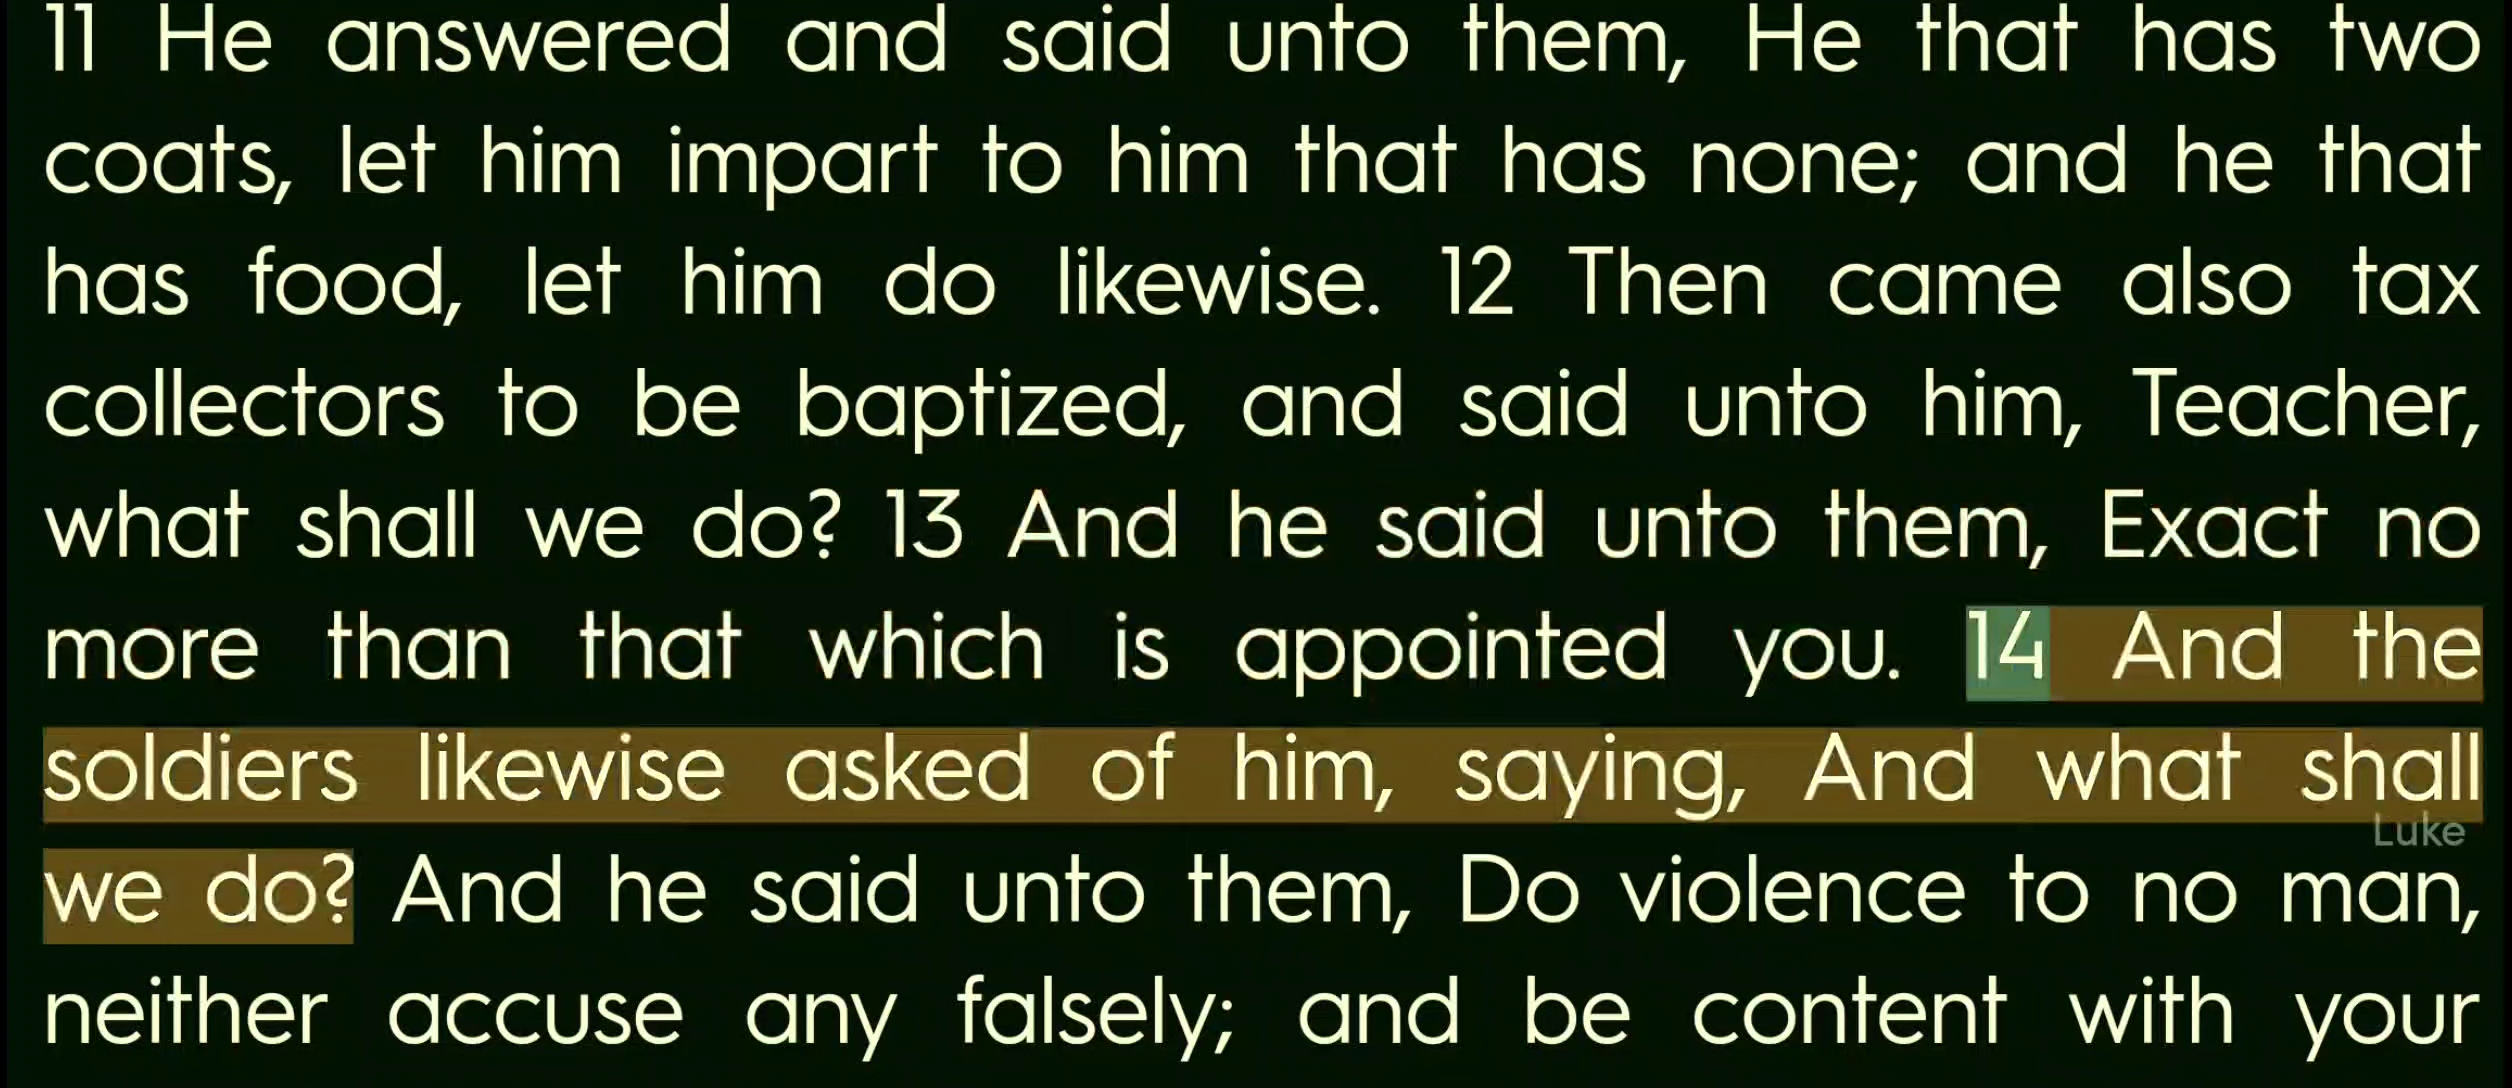 11 He answered and said unto them, He that has two
coats, let him impart to him that has none; and he that
has food, let him do likewise. 12 Then came also tax
collectors to be baptized, and said unto him, Teacher,
what shall we do? 13 And he said unto them, Exact no
more than that which is appointed you. 14 And the
soldiers likewise asked of him, saying, And what shall
Luke
we do? And he said unto them, Do violence to no man,
neither accuse any falsely; and be content with your